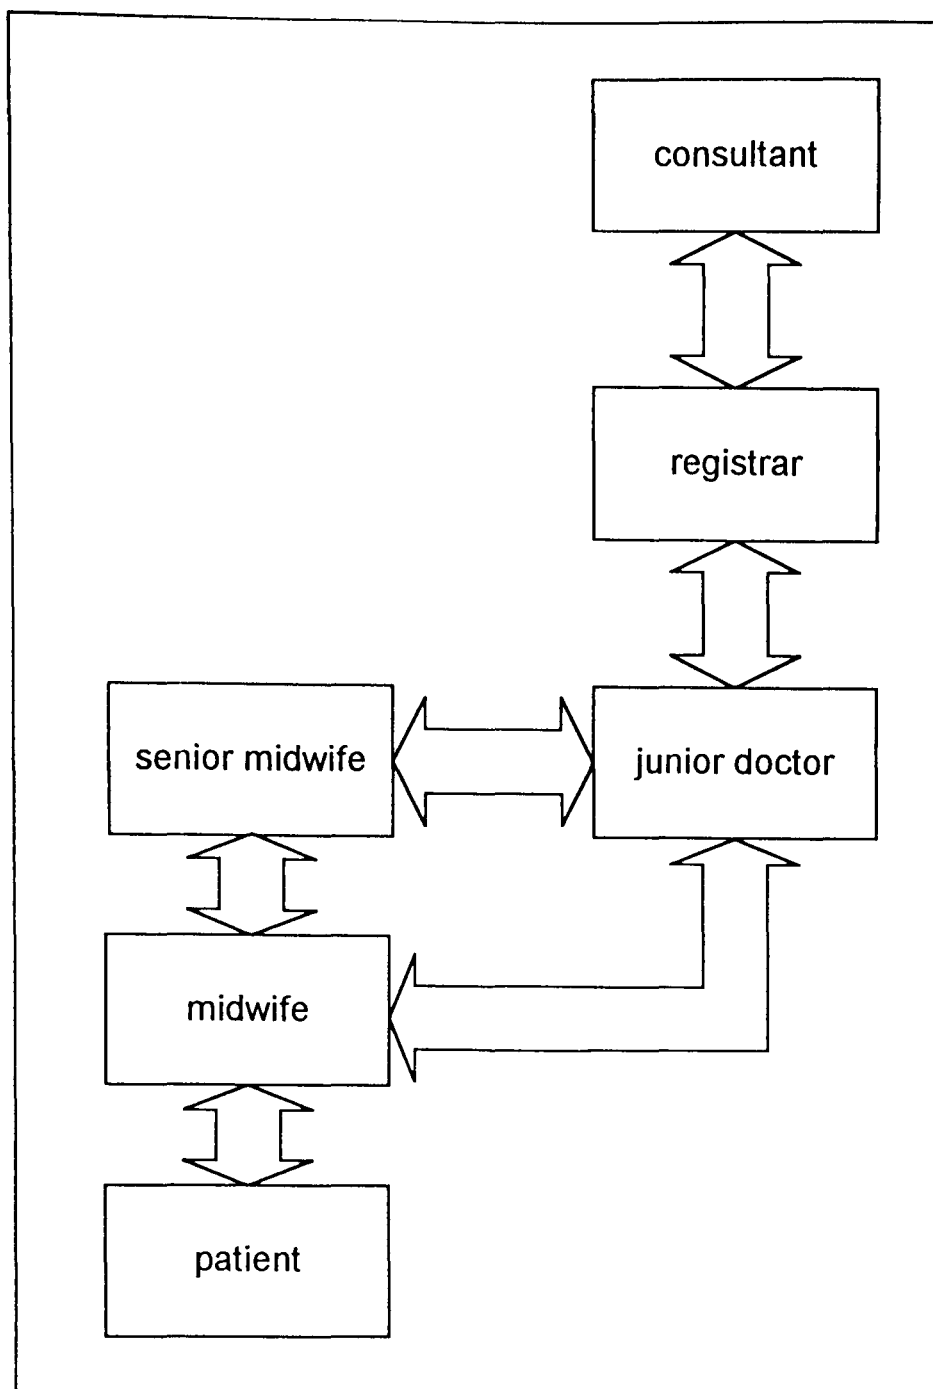 consultant
registrar
senior midwife
junior doctor
midwife
patient